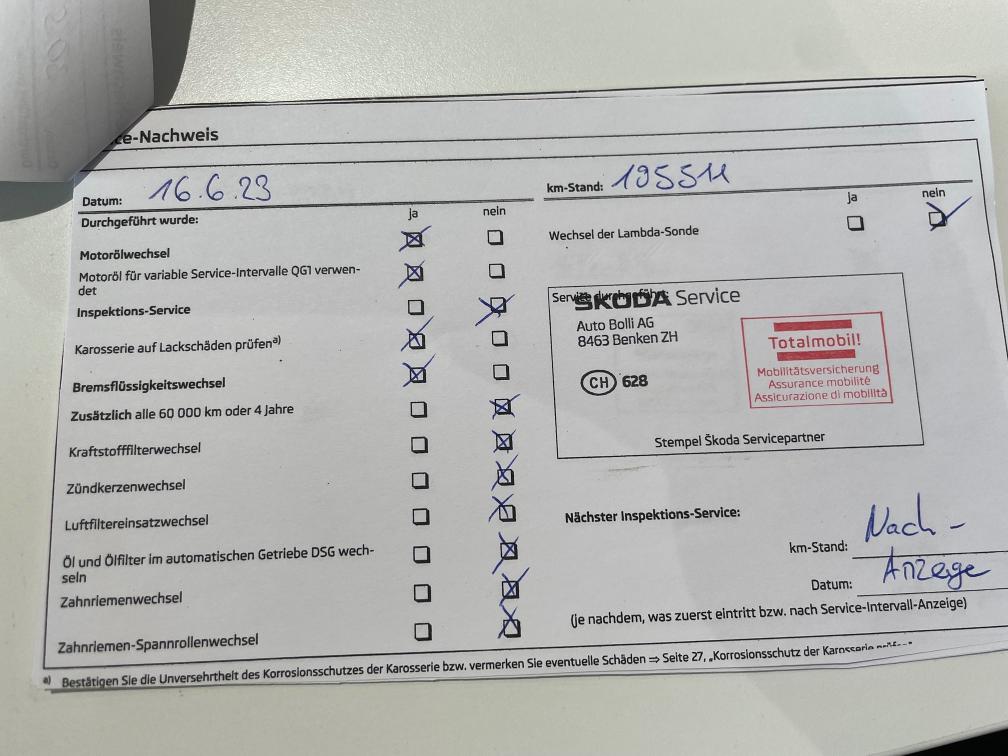 ce-Nachweis
Datum: 16.6.23
km-Stand: 195511
Durchgeführt wurde:
ja nein
ja nein
Motorölwechsel
Wechsel der Lambda-Sonde
Motoröl für variable Service-Intervalle QG1 verwen-
det
Inspektions-Service
Karosserie auf Lackschäden prüfen a)
Bremsflüssigkeitswechsel
Zusätzlich alle 60 000 km oder 4 Jahre
Kraftstofffilterwechsel
Zündkerzenwechsel
Luftfiltereinsatzwechsel
Öl und Ölfilter im automatischen Getriebe DSG wech-
seln
Zahnriemenwechsel
Zahnriemen-Spannrollenwechsel
Service durchgeführt:
ŠKODA Service
Auto Bolli AG
8463 Benken ZH
CH 628
Totalmobil!
Mobilitätsversicherung
Assurance mobilité
Assicurazione di mobilità
Stempel Škoda Servicepartner
Nächster Inspektions-Service:
km-Stand: Nach-
Datum: Anzeige
(je nachdem, was zuerst eintritt bzw. nach Service-Intervall-Anzeige)
a) Bestätigen Sie die Unversehrtheit des Korrosionsschutzes der Karosserie bzw. vermerken Sie eventuelle Schäden ⇒ Seite 27, „Korrosionsschutz der Karosserie